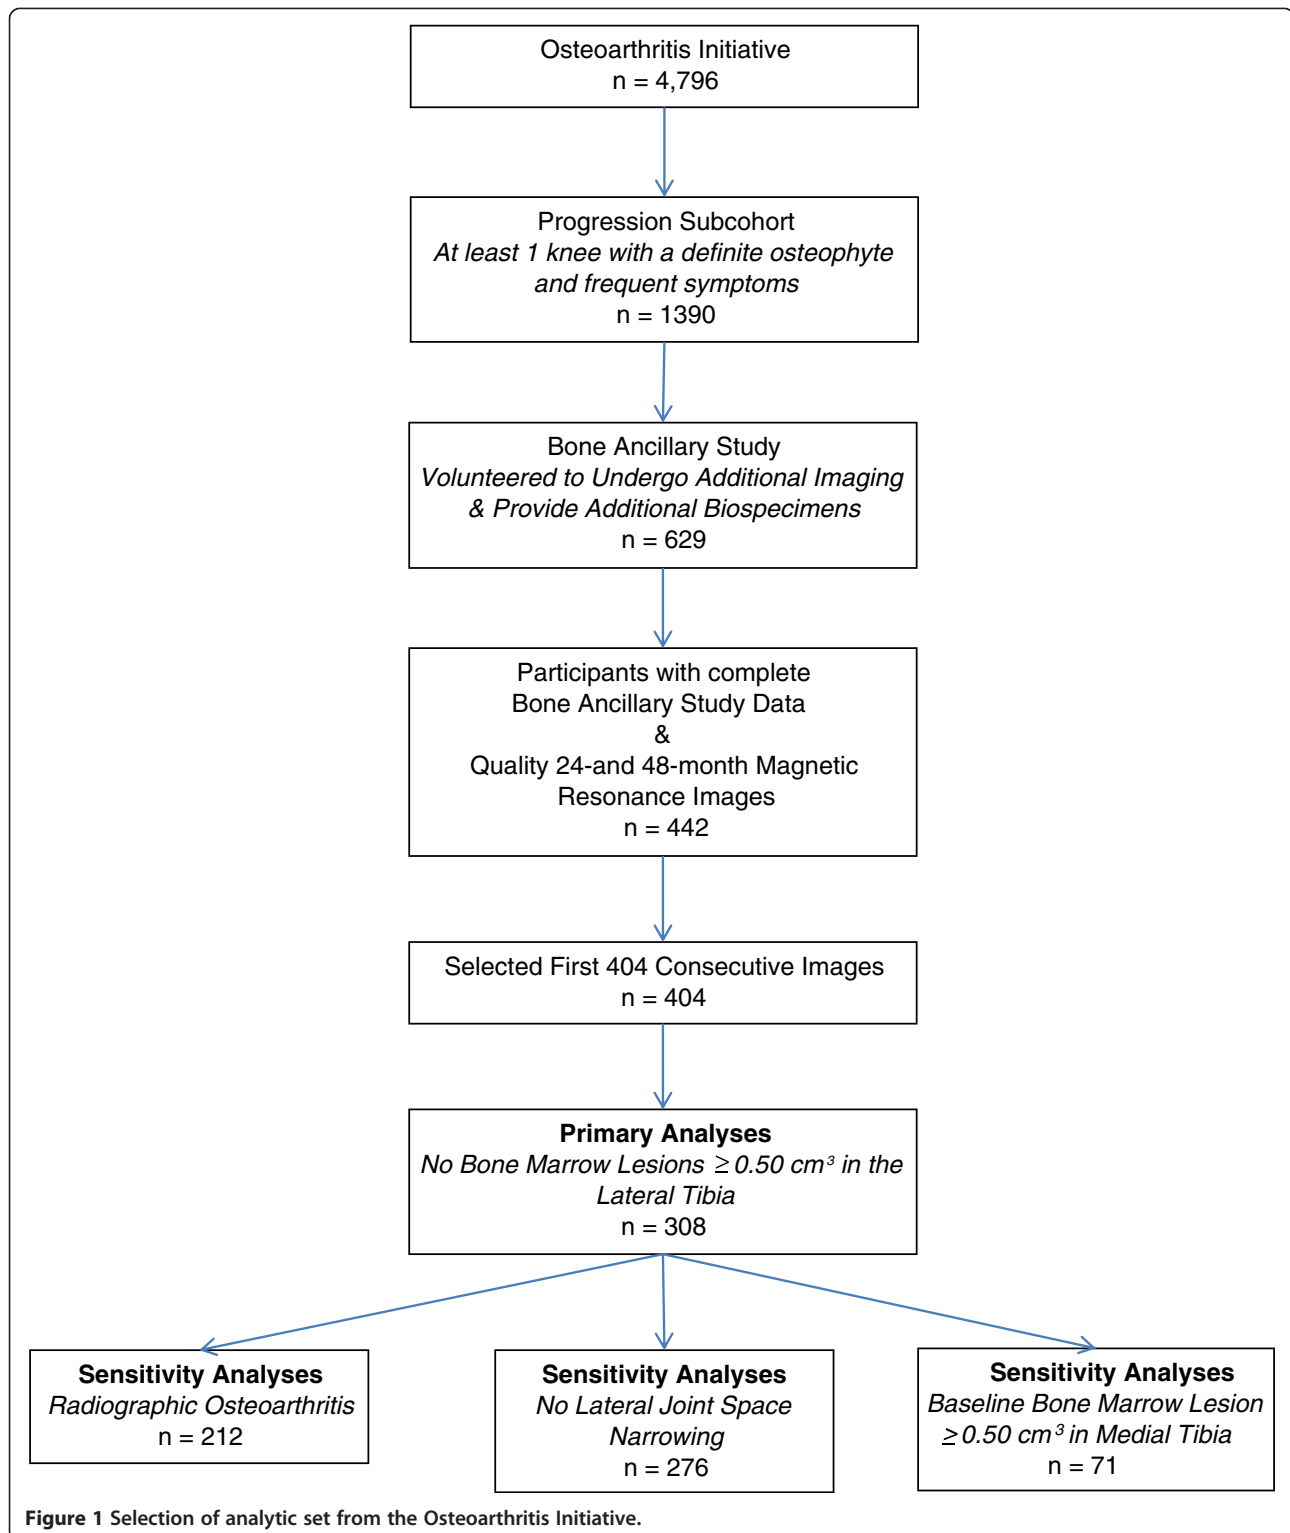 Osteoarthritis Initiative
n = 4,796
Progression Subcohort
At least 1 knee with a definite osteophyte
and frequent symptoms
n = 1390
Bone Ancillary Study
Volunteered to Undergo Additional Imaging
& Provide Additional Biospecimens
n = 629
Participants with complete
Bone Ancillary Study Data
&
Quality 24-and 48-month Magnetic
Resonance Images
n = 442
Selected First 404 Consecutive Images
n = 404
Primary Analyses
No Bone Marrow Lesions ≥ 0.50 cm³ in the
Lateral Tibia
n = 308
Sensitivity Analyses
Radiographic Osteoarthritis
n = 212
Sensitivity Analyses
No Lateral Joint Space
Narrowing
n = 276
Sensitivity Analyses
Baseline Bone Marrow Lesion
≥ 0.50 cm³ in Medial Tibia
n = 71
Figure 1 Selection of analytic set from the Osteoarthritis Initiative.